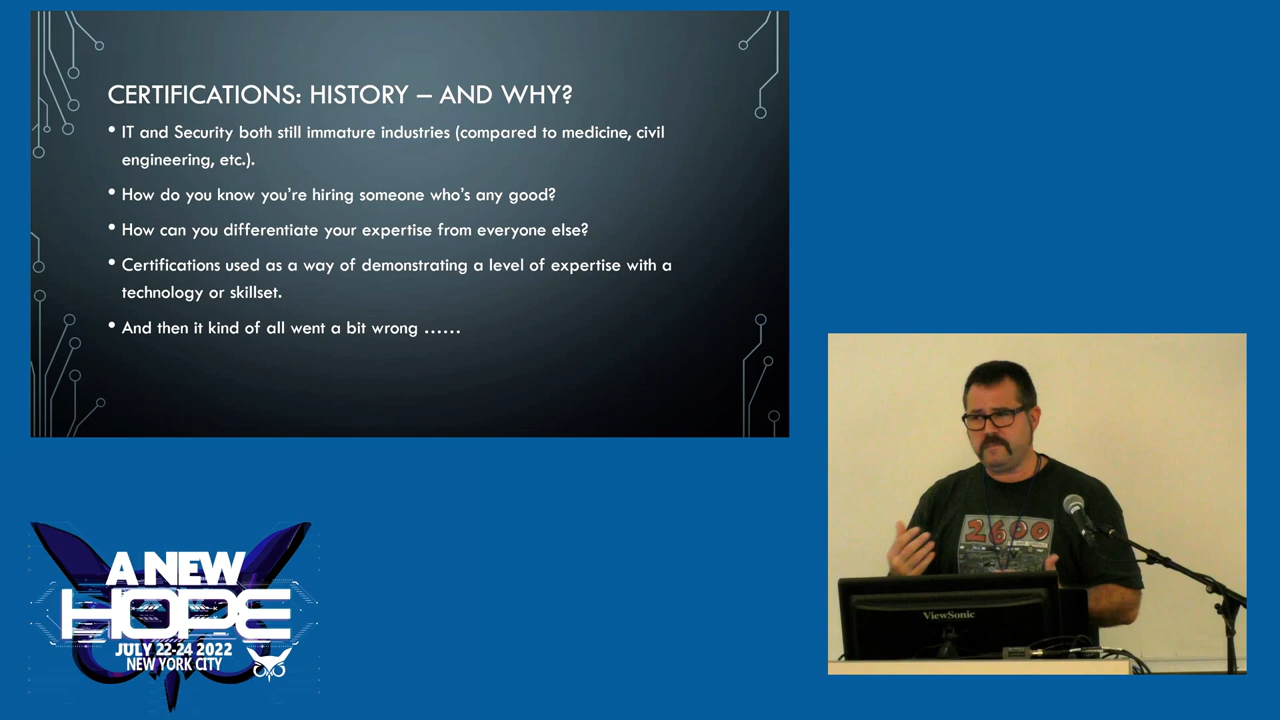 CERTIFICATIONS: HISTORY – AND WHY?
• IT and Security both still immature industries (compared to medicine, civil
engineering, etc.).
• How do you know you're hiring someone who's any good?
• How can you differentiate your expertise from everyone else?
• Certifications used as a way of demonstrating a level of expertise with a
technology or skillset.
• And then it kind of all went a bit wrong ......
2600
ViewSonic
A NEW
HOPE
JULY 22-24 2022
NEW YORK CITY